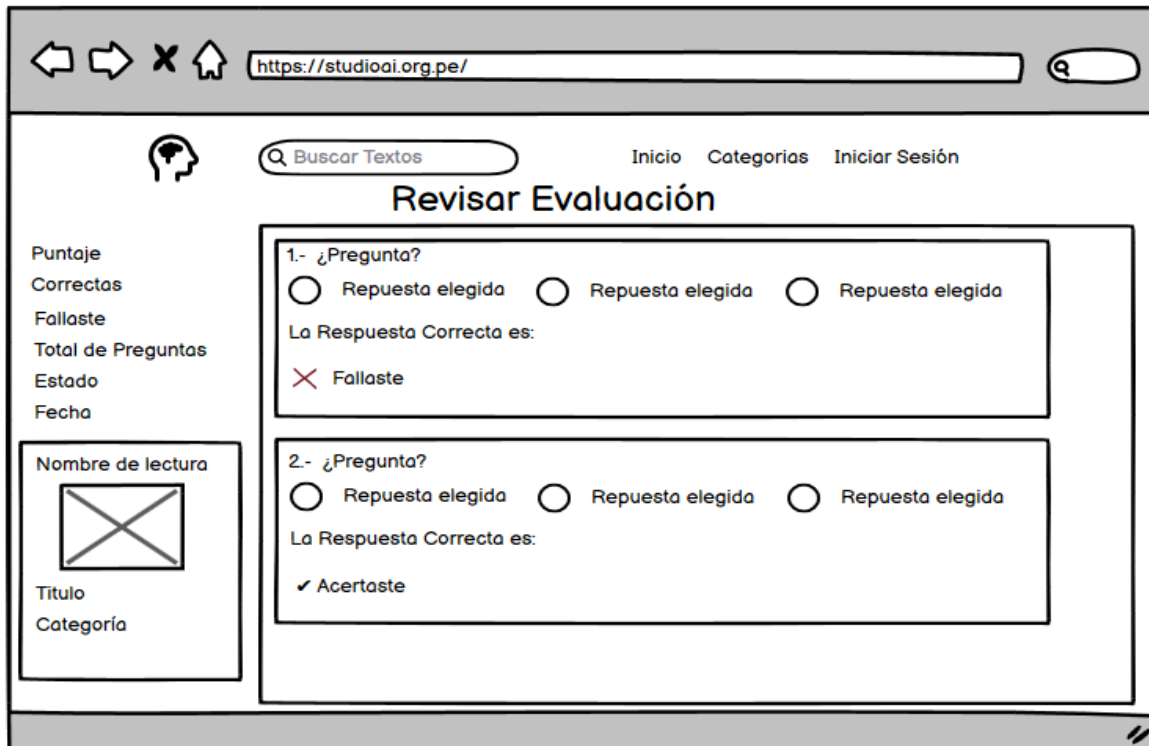 https://studioai.org.pe/
Buscar Textos
Inicio Categorias Iniciar Sesión
Revisar Evaluación
Puntaje
Correctas
Fallaste
Total de Preguntas
Estado
Fecha
Nombre de lectura
Titulo
Categoría
1.- ¿Pregunta?
Repuesta elegida Repuesta elegida Repuesta elegida
La Respuesta Correcta es:
Fallaste
2.- ¿Pregunta?
Repuesta elegida Repuesta elegida Repuesta elegida
La Respuesta Correcta es:
✔ Acertaste